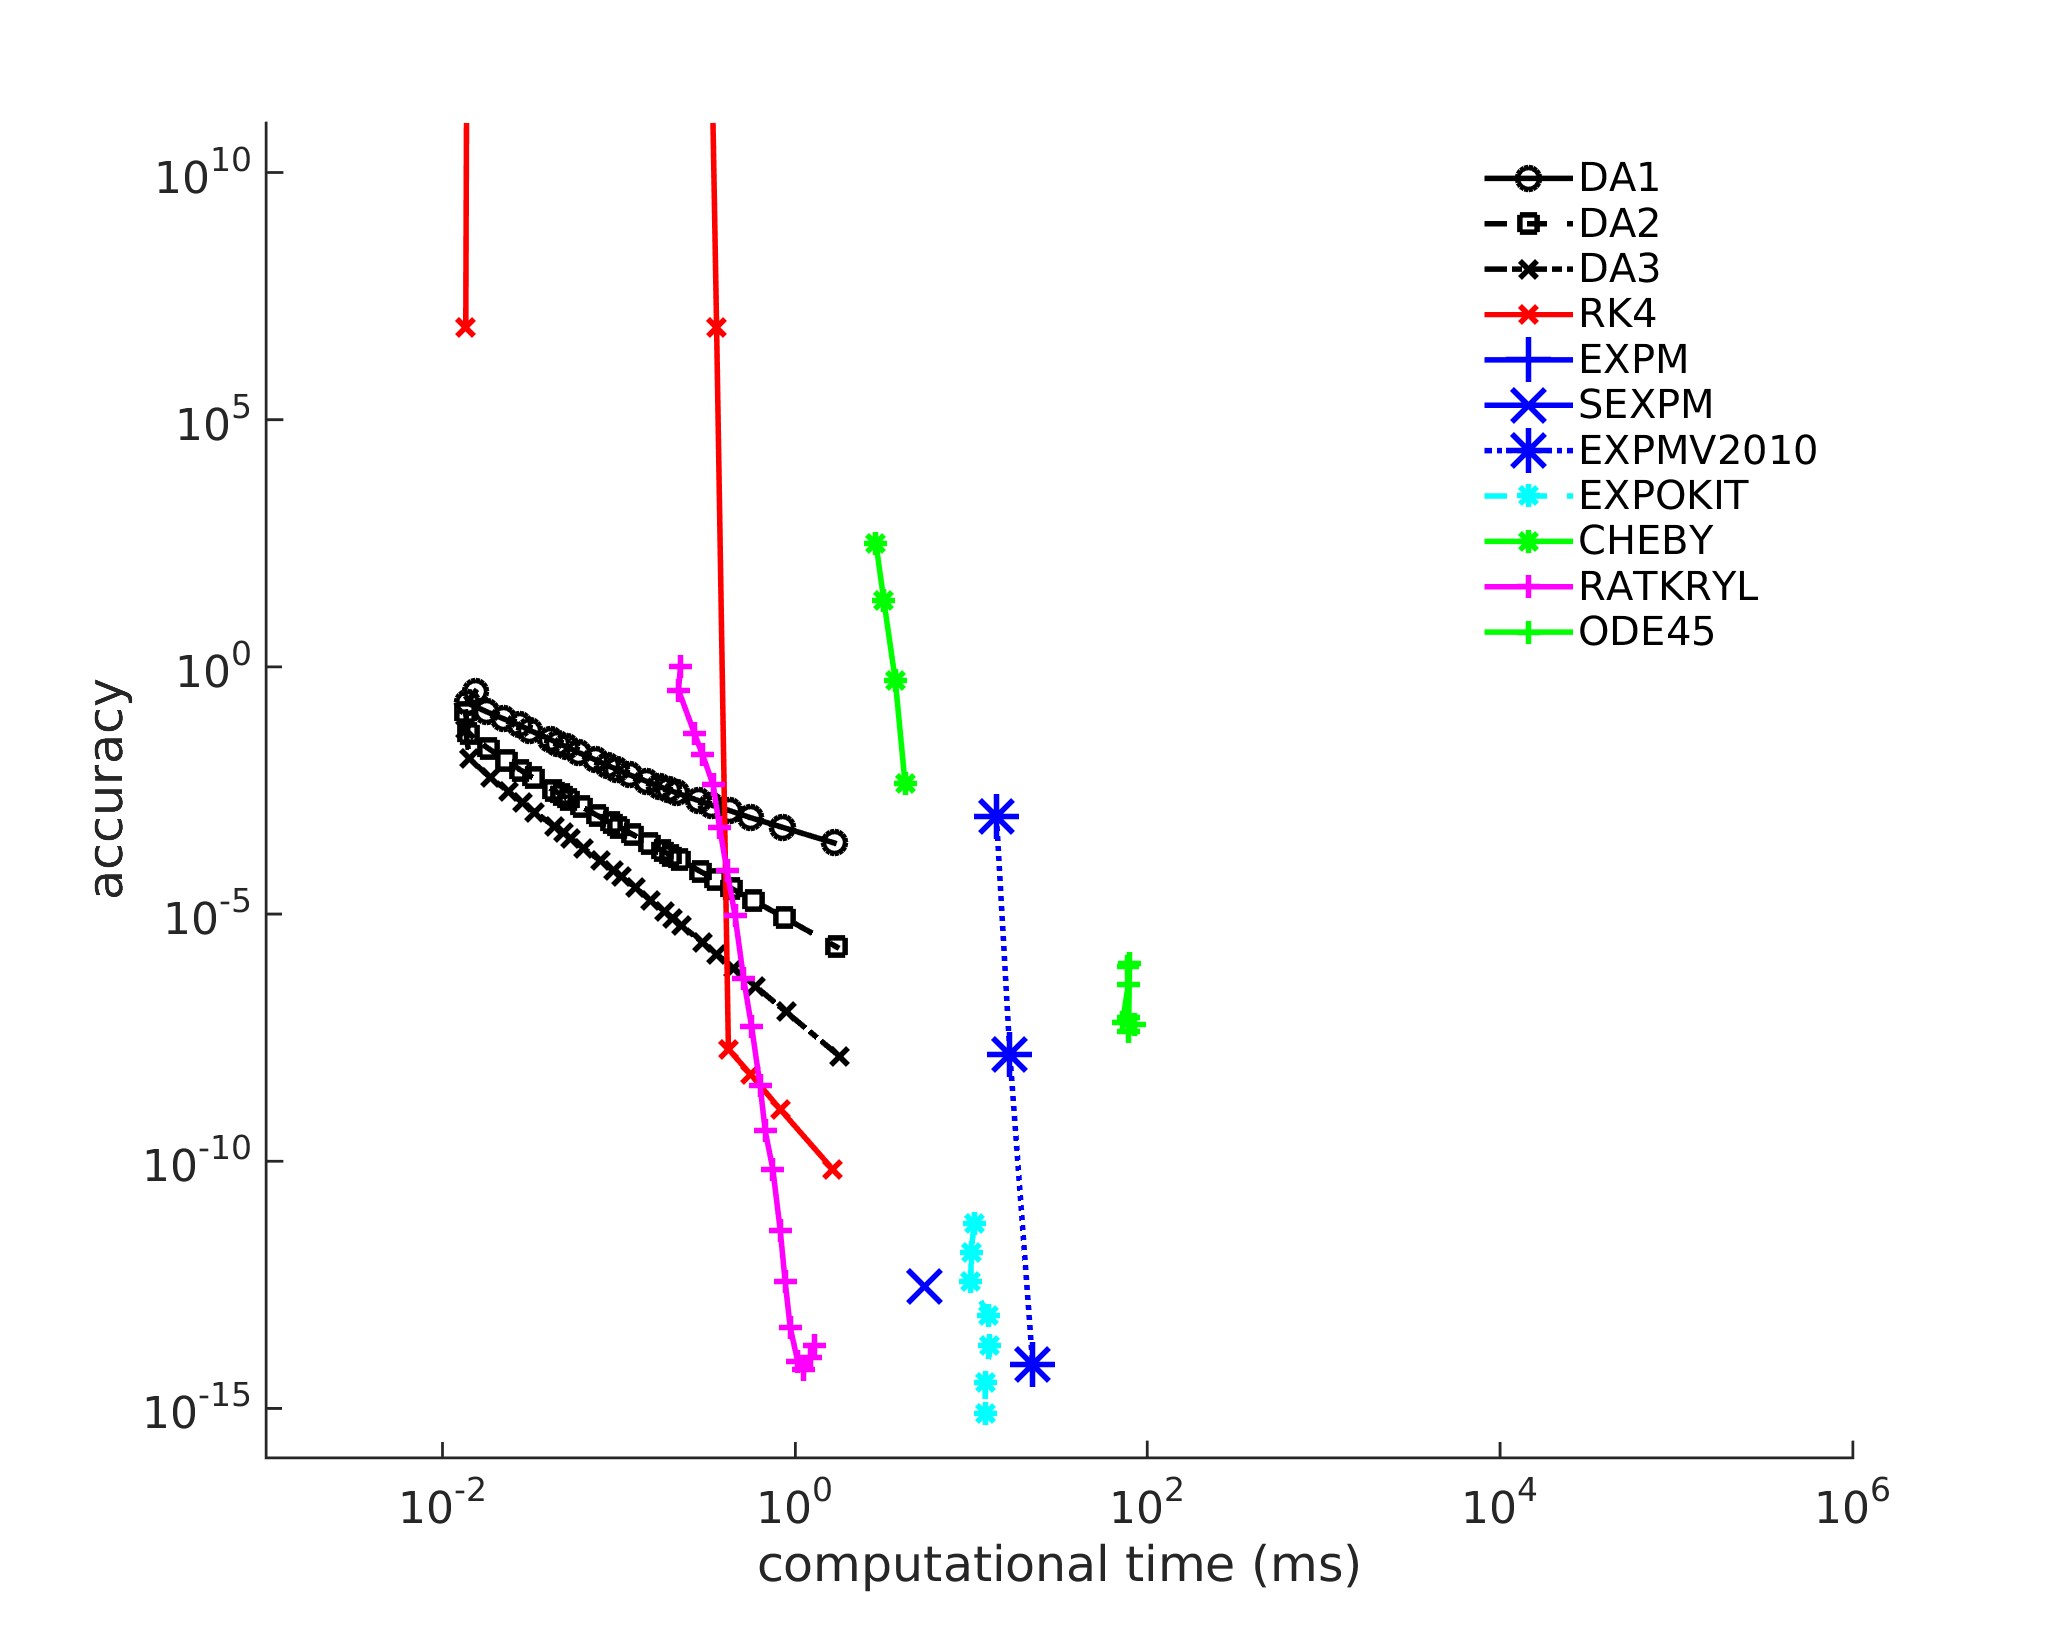 10^10
10^5
10^0
10^-5
10^-10
10^-15
accuracy
DA1
DA2
DA3
RK4
EXPM
SEXPM
EXPMV2010
EXPOKIT
CHEBY
RATKRYL
ODE45
10^-2 10^0 10^2 10^4 10^6
computational time (ms)